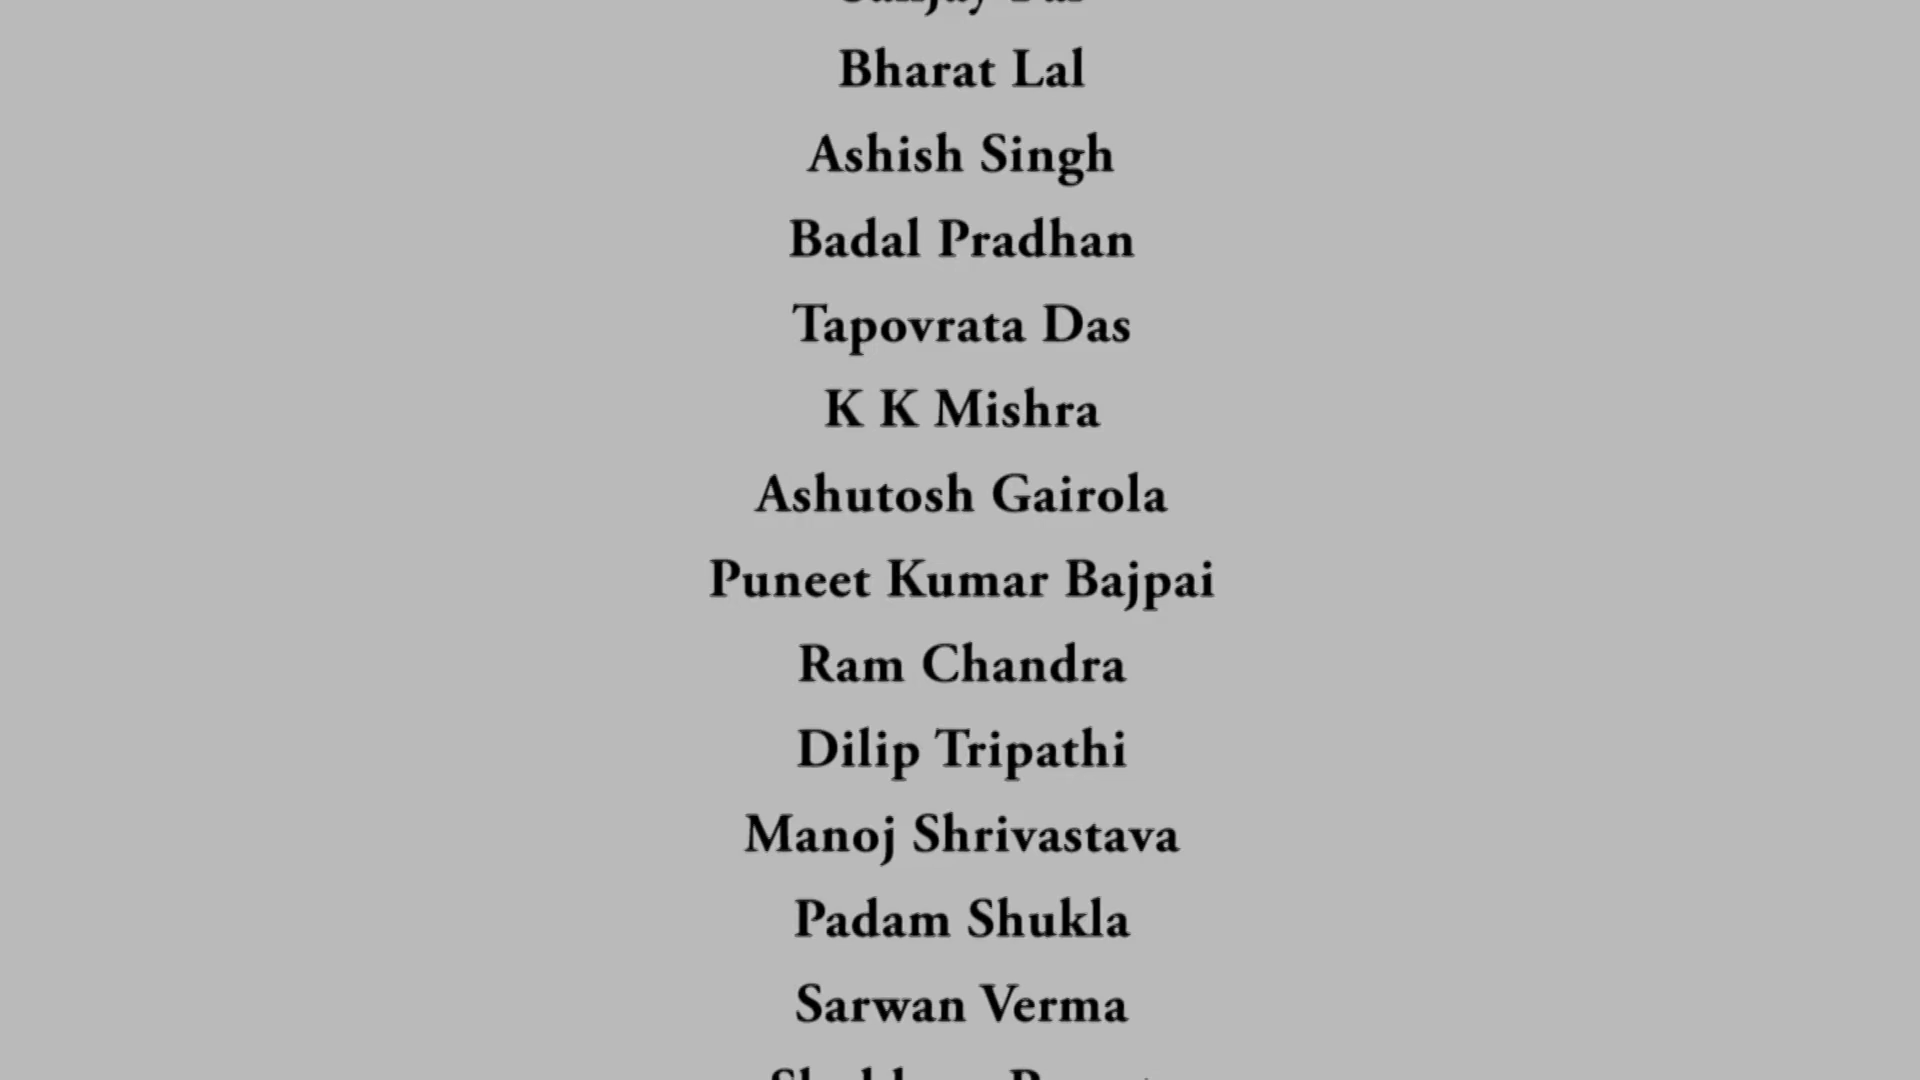 Bharat Lal
Ashish Singh
Badal Pradhan
Tapovrata Das
K K Mishra
Ashutosh Gairola
Puneet Kumar Bajpai
Ram Chandra
Dilip Tripathi
Manoj Shrivastava
Padam Shukla
Sarwan Verma